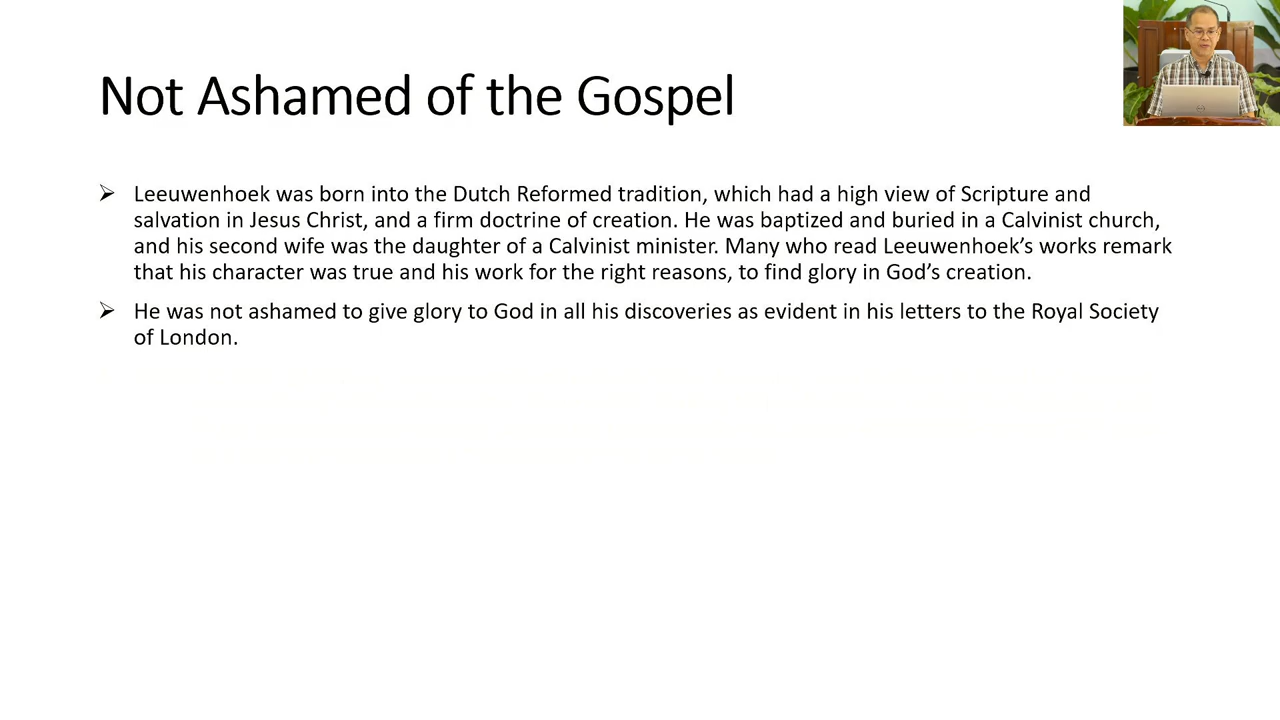 Not Ashamed of the Gospel
➢ Leeuwenhoek was born into the Dutch Reformed tradition, which had a high view of Scripture and
salvation in Jesus Christ, and a firm doctrine of creation. He was baptized and buried in a Calvinist church,
and his second wife was the daughter of a Calvinist minister. Many who read Leeuwenhoek’s works remark
that his character was true and his work for the right reasons, to find glory in God’s creation.
➢ He was not ashamed to give glory to God in all his discoveries as evident in his letters to the Royal Society
of London.